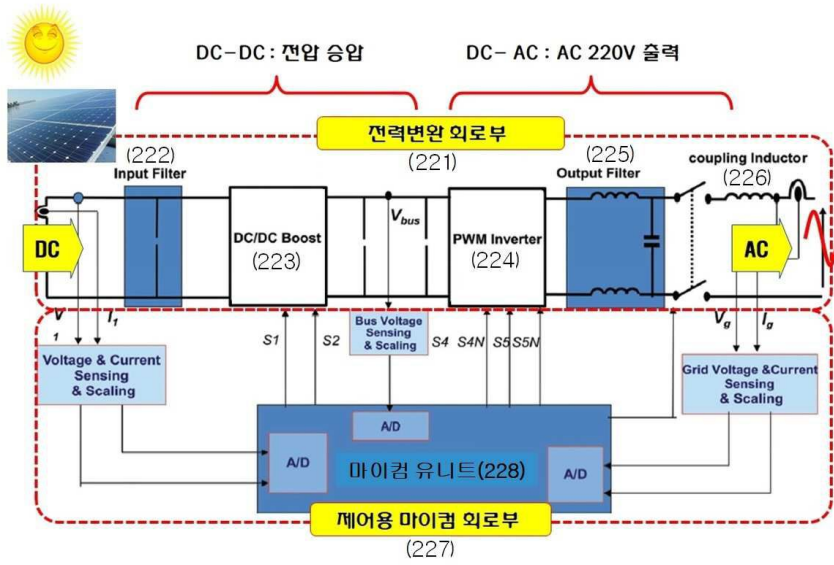 DC-DC : 전압 승압
DC- AC : AC 220V 출력
전력변완 회로부
(221)
(222)
Input Filter
(225)
Output Filter
coupling Inductor
(226)
DC
DC/DC Boost
(223)
Vbus
PWM Inverter
(224)
AC
V
1
I1
S1
S2
Bus Voltage
Sensing
& Scaling
S4
S4N
S5
S5N
Vg
Ig
Voltage & Current
Sensing
& Scaling
Grid Voltage &Current
Sensing
& Scaling
A/D
A/D
마이컴 유니트(228)
A/D
제어용 마이컴 회로부
(227)